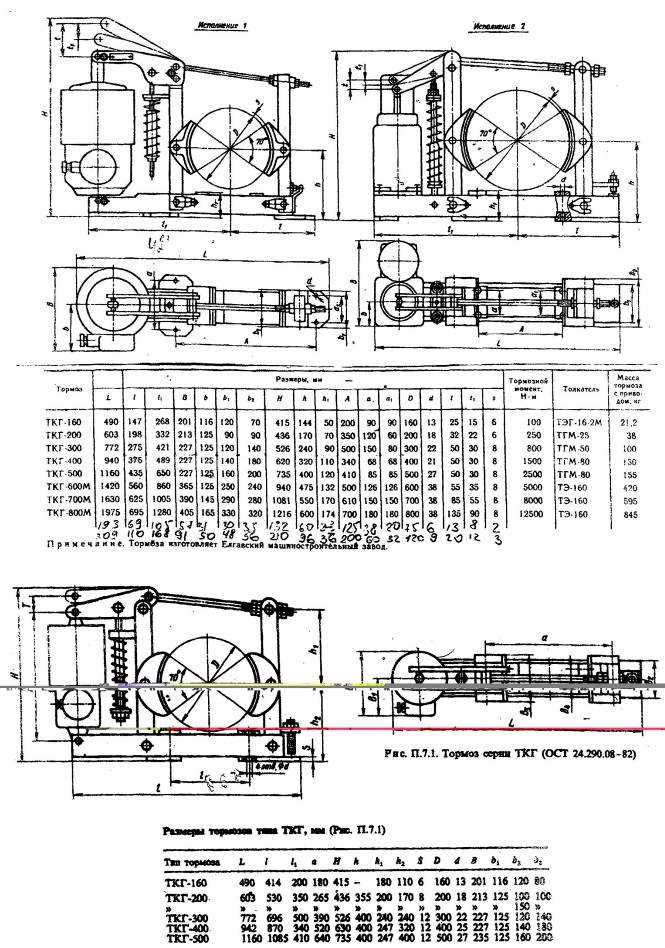 Исполнение 1
Исполнение 2
Тормоз
Размеры, мм
Тормозной момент, Н·м
Толкатель
Масса тормоза с приводом, кг
L l l₁ B b b₁ b₂ H h h₁ A a a₁ D d t t₁ s
ТКГ-160 490 147 268 201 116 120 70 415 144 50 200 90 90 160 13 25 15 6 100 ТЭГ-16-2М 21,2
ТКГ-200 603 198 332 213 125 90 90 436 170 70 350 120 60 200 18 32 22 6 250 ТГМ-25 38
ТКГ-300 772 275 421 227 125 120 140 526 240 90 500 150 80 300 22 50 30 8 800 ТГМ-50 100
ТКГ-400 940 375 489 227 125 140 180 620 320 110 340 68 68 400 21 50 30 8 1500 ТГМ-80
ТКГ-500 1160 435 650 227 125 160 200 735 400 120 410 85 85 500 27 50 30 8 2500 ТГМ-80 155
ТКГ-600М 1420 560 860 365 125 250 240 940 475 132 500 126 126 600 38 55 35 8 5000 ТЭ-160 420
ТКГ-700М 1630 625 1005 390 145 290 280 1081 550 170 610 150 150 700 38 85 55 8 8000 ТЭ-160 595
ТКГ-800М 1975 695 1280 405 165 330 320 1216 600 174 700 180 180 800 38 135 90 8 12500 ТЭ-160 845
Примечание. Тормоза изготовляет Елгавский машиностроительный завод.
Рис. П.7.1. Тормоз серии ТКГ (ОСТ 24.290.08-82)
Размеры тормозов типа ТКГ, мм (Рис. П.7.1)
Тип тормоза L l l₁ a H h h₁ h₂ S D d B b₁ b₂ b₂
ТКГ-160 490 414 200 180 415 – 180 110 6 160 13 201 116 120 80
ТКГ-200 603 530 350 265 436 355 200 170 8 200 18 213 125 100 100
» » » » » » » » » » » » » » 150 »
ТКГ-300 772 696 500 390 526 400 240 240 12 300 22 227 125 120 140
ТКГ-400 942 870 340 520 630 400 247 320 12 400 25 227 125 140 180
ТКГ-500 1160 1085 410 640 735 400 247 400 12 500 27 235 125 160 200